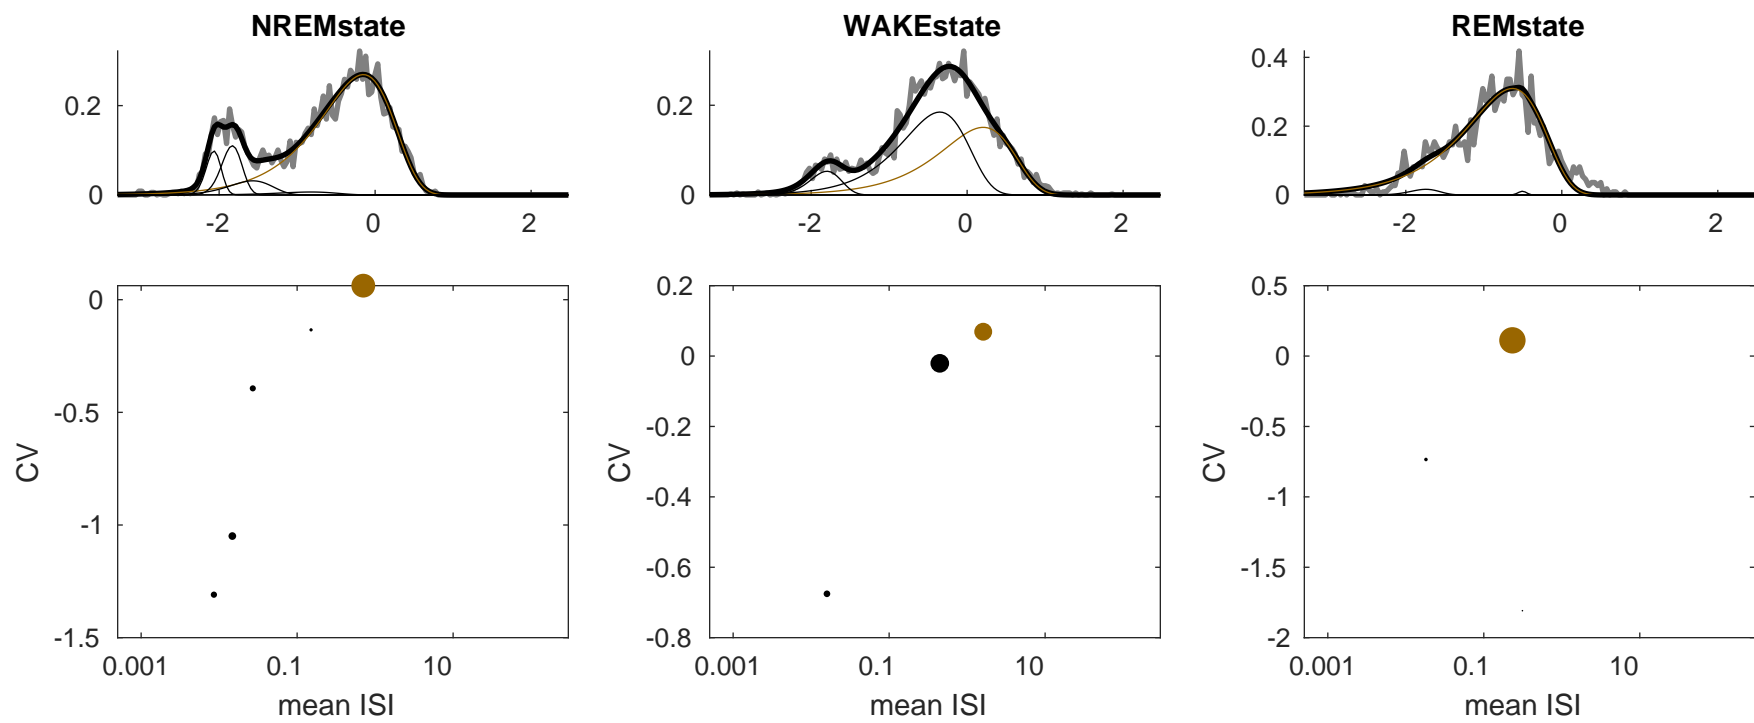 NREMstate WAKEstate REMstate
0.2 0.2 0.4
0.2
0 0 0
-2 0 2 -2 0 2 -2 0 2
0 0.2 0.5
0 0
-0.5 -0.2 -0.5
-1 -0.4 -1
-0.6 -1.5
-1.5 -0.8 -2
CV CV CV
0.001 0.1 10 0.001 0.1 10 0.001 0.1 10
mean ISI mean ISI mean ISI